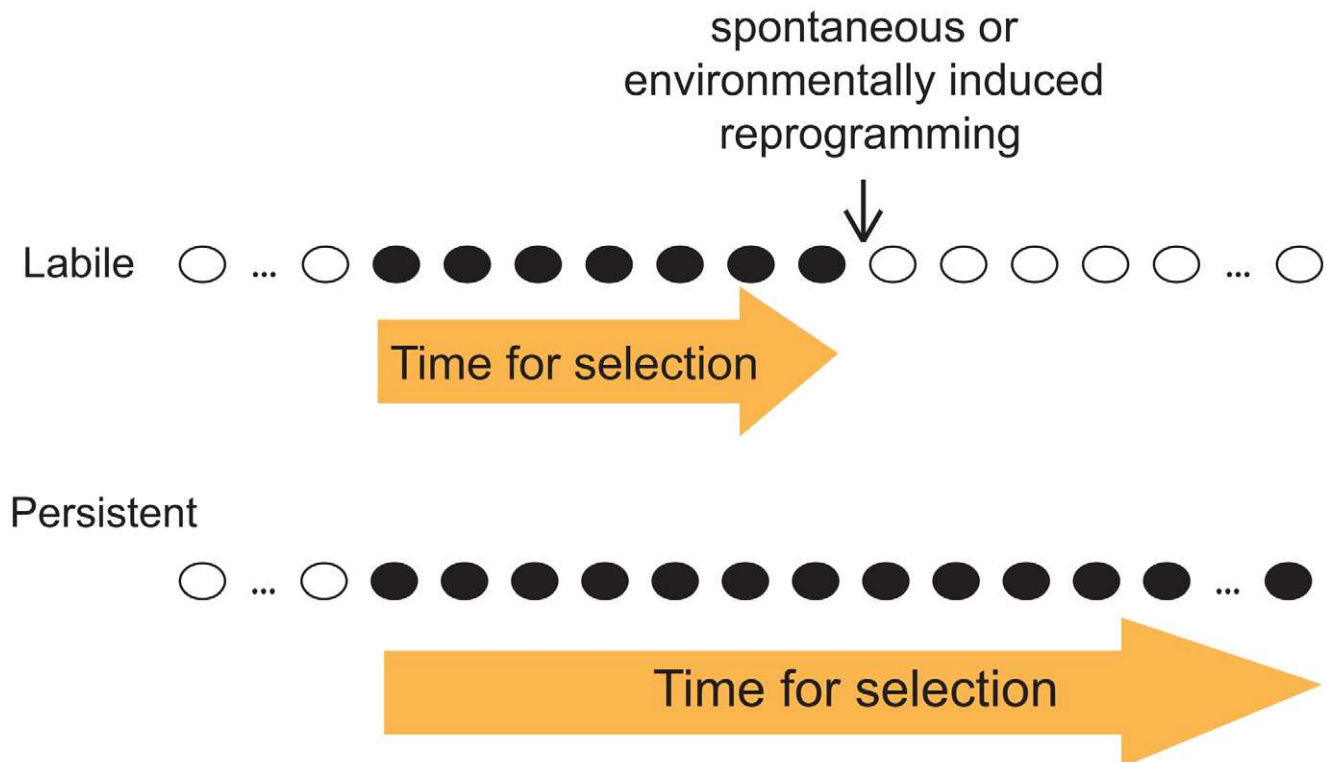 spontaneous or
environmentally induced
reprogramming
Labile ... ...
Time for selection
Persistent
... ...
Time for selection